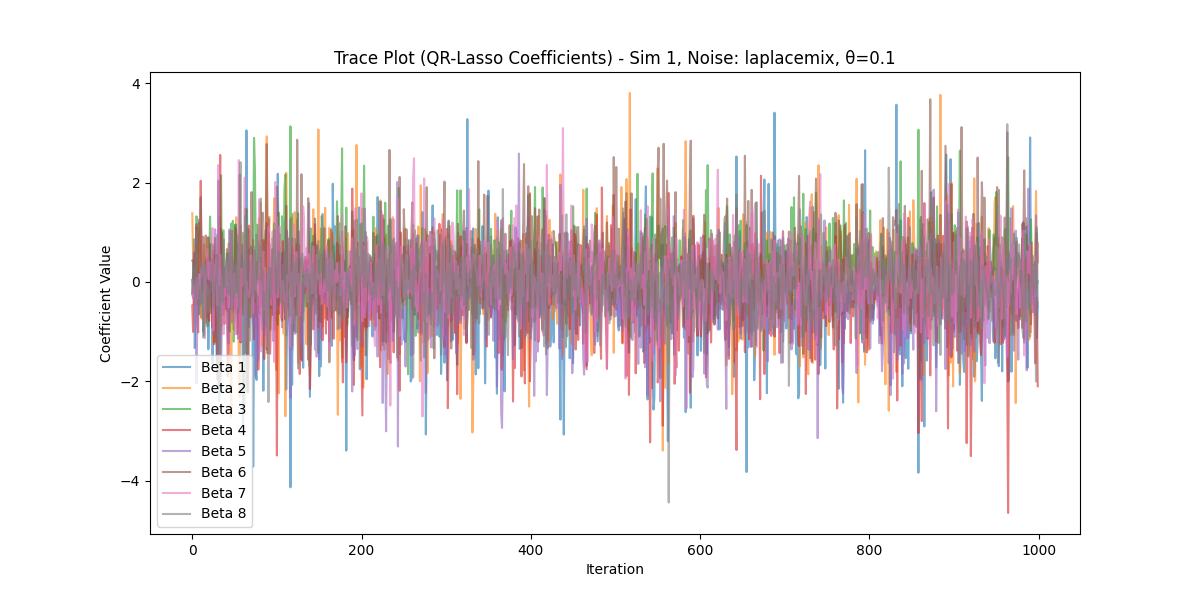 Trace Plot (QR-Lasso Coefficients) - Sim 1, Noise: laplacemix, θ=0.1
Coefficient Value
4
2
0
−2
−4
Beta 1
Beta 2
Beta 3
Beta 4
Beta 5
Beta 6
Beta 7
Beta 8
0
200
400
600
800
1000
Iteration